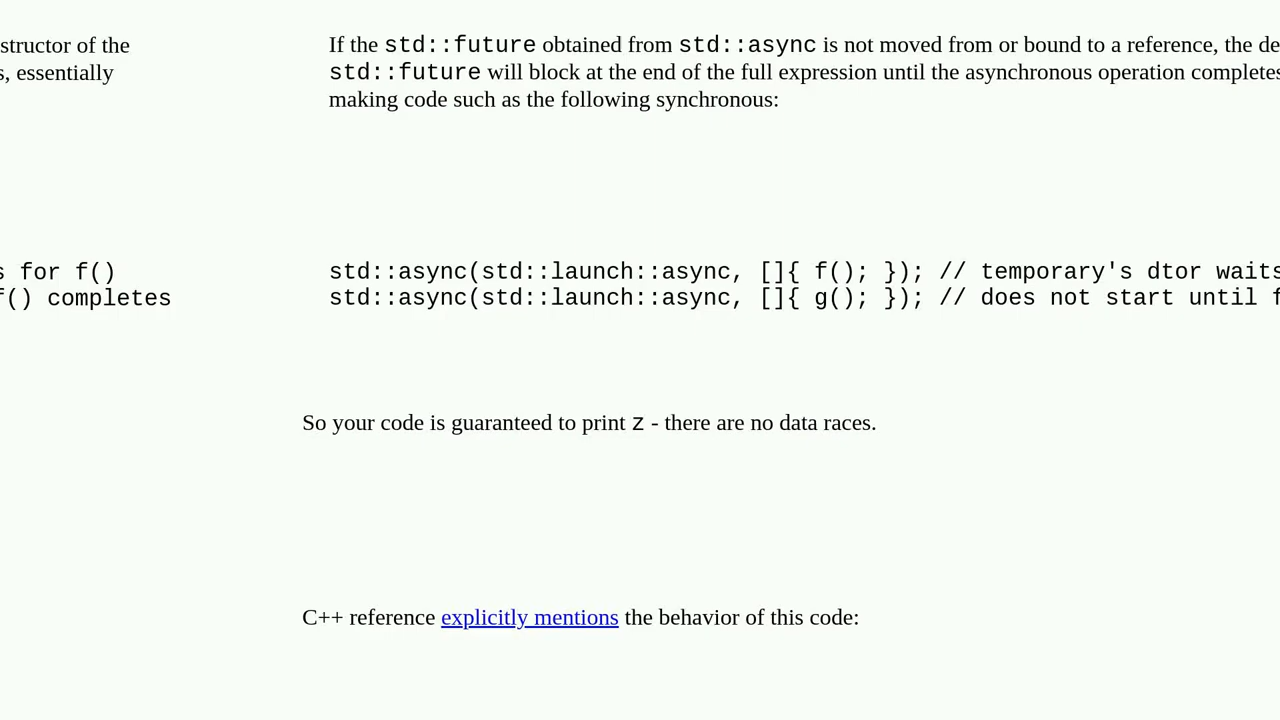 structor of the
s, essentially
If the std::future obtained from std::async is not moved from or bound to a reference, the de
std::future will block at the end of the full expression until the asynchronous operation completes
making code such as the following synchronous:
s for f()
f() completes
std::async(std::launch::async, []{ f(); }); // temporary's dtor waits
std::async(std::launch::async, []{ g(); }); // does not start until f
So your code is guaranteed to print z - there are no data races.
C++ reference explicitly mentions the behavior of this code: